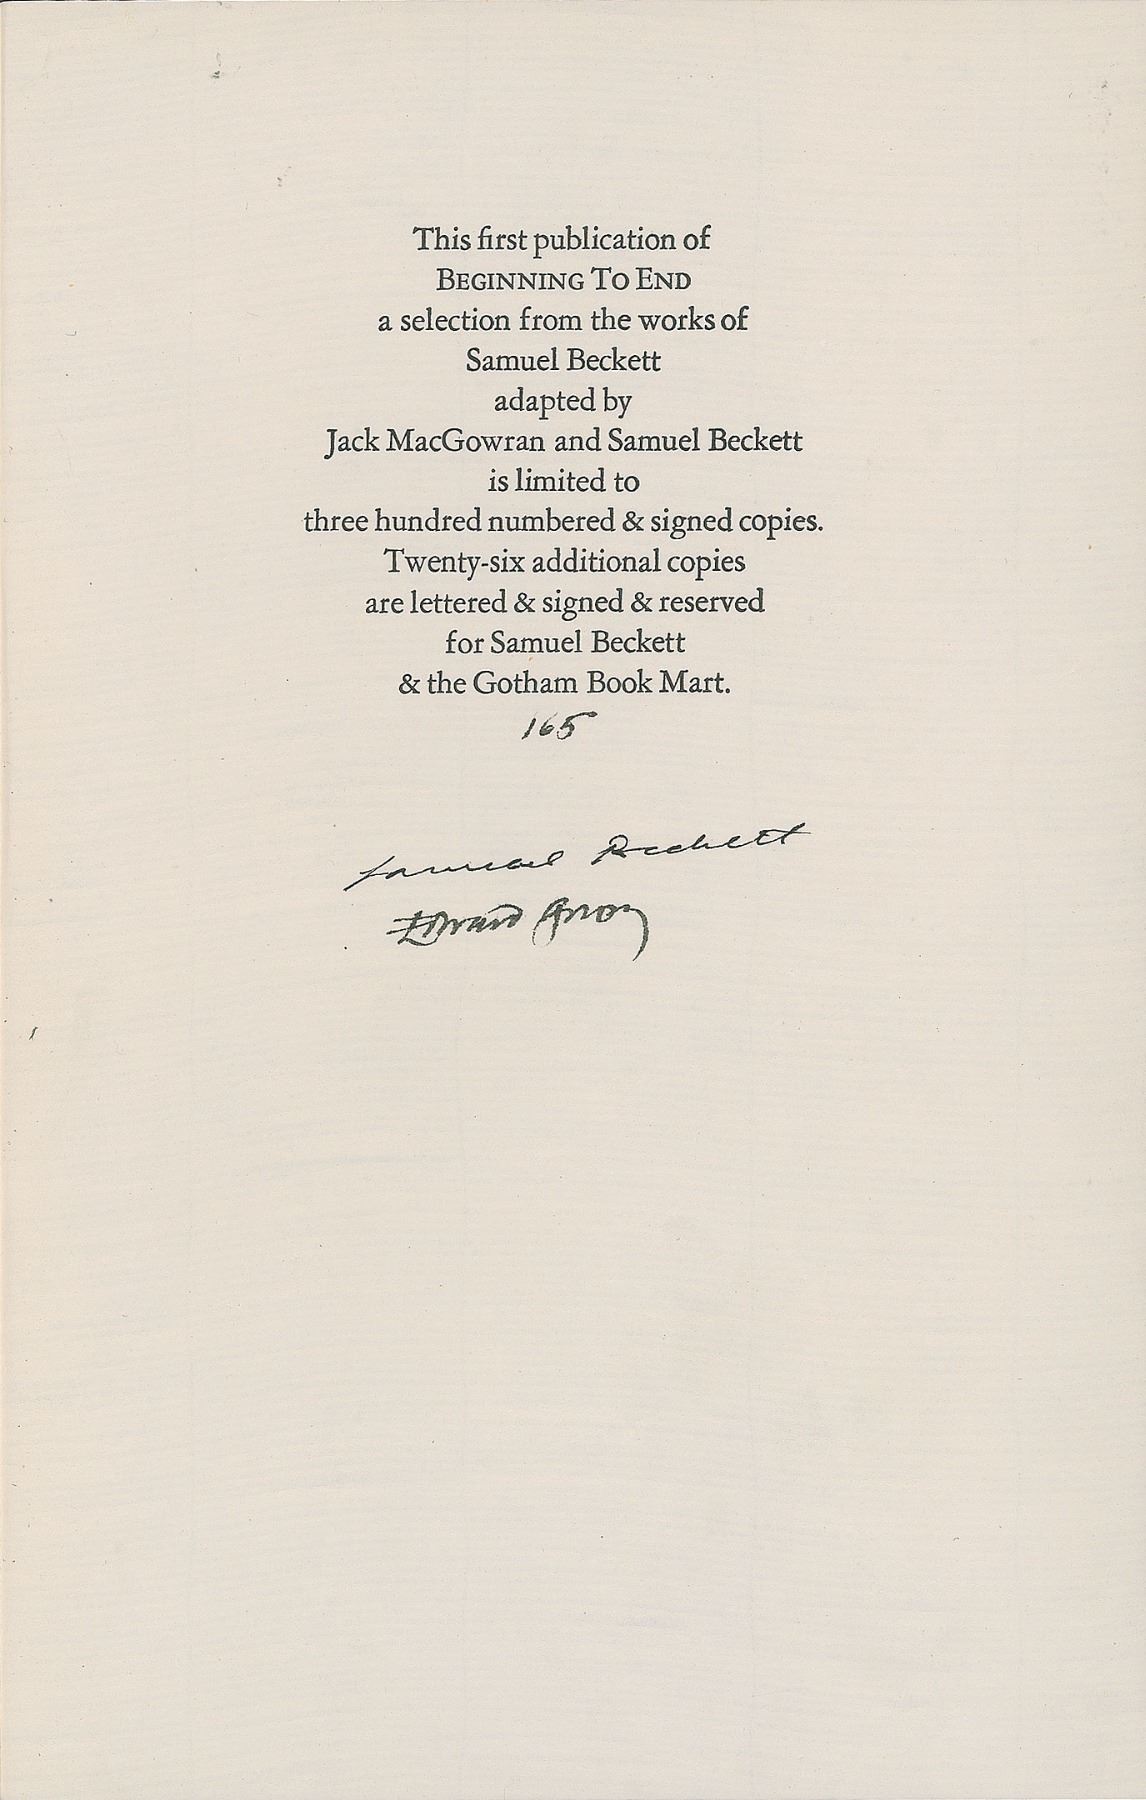 This first publication of
BEGINNING TO END
a selection from the works of
Samuel Beckett
adapted by
Jack MacGowran and Samuel Beckett
is limited to
three hundred numbered & signed copies.
Twenty-six additional copies
are lettered & signed & reserved
for Samuel Beckett
& the Gotham Book Mart.
165
Samuel Beckett
Edward Gorey